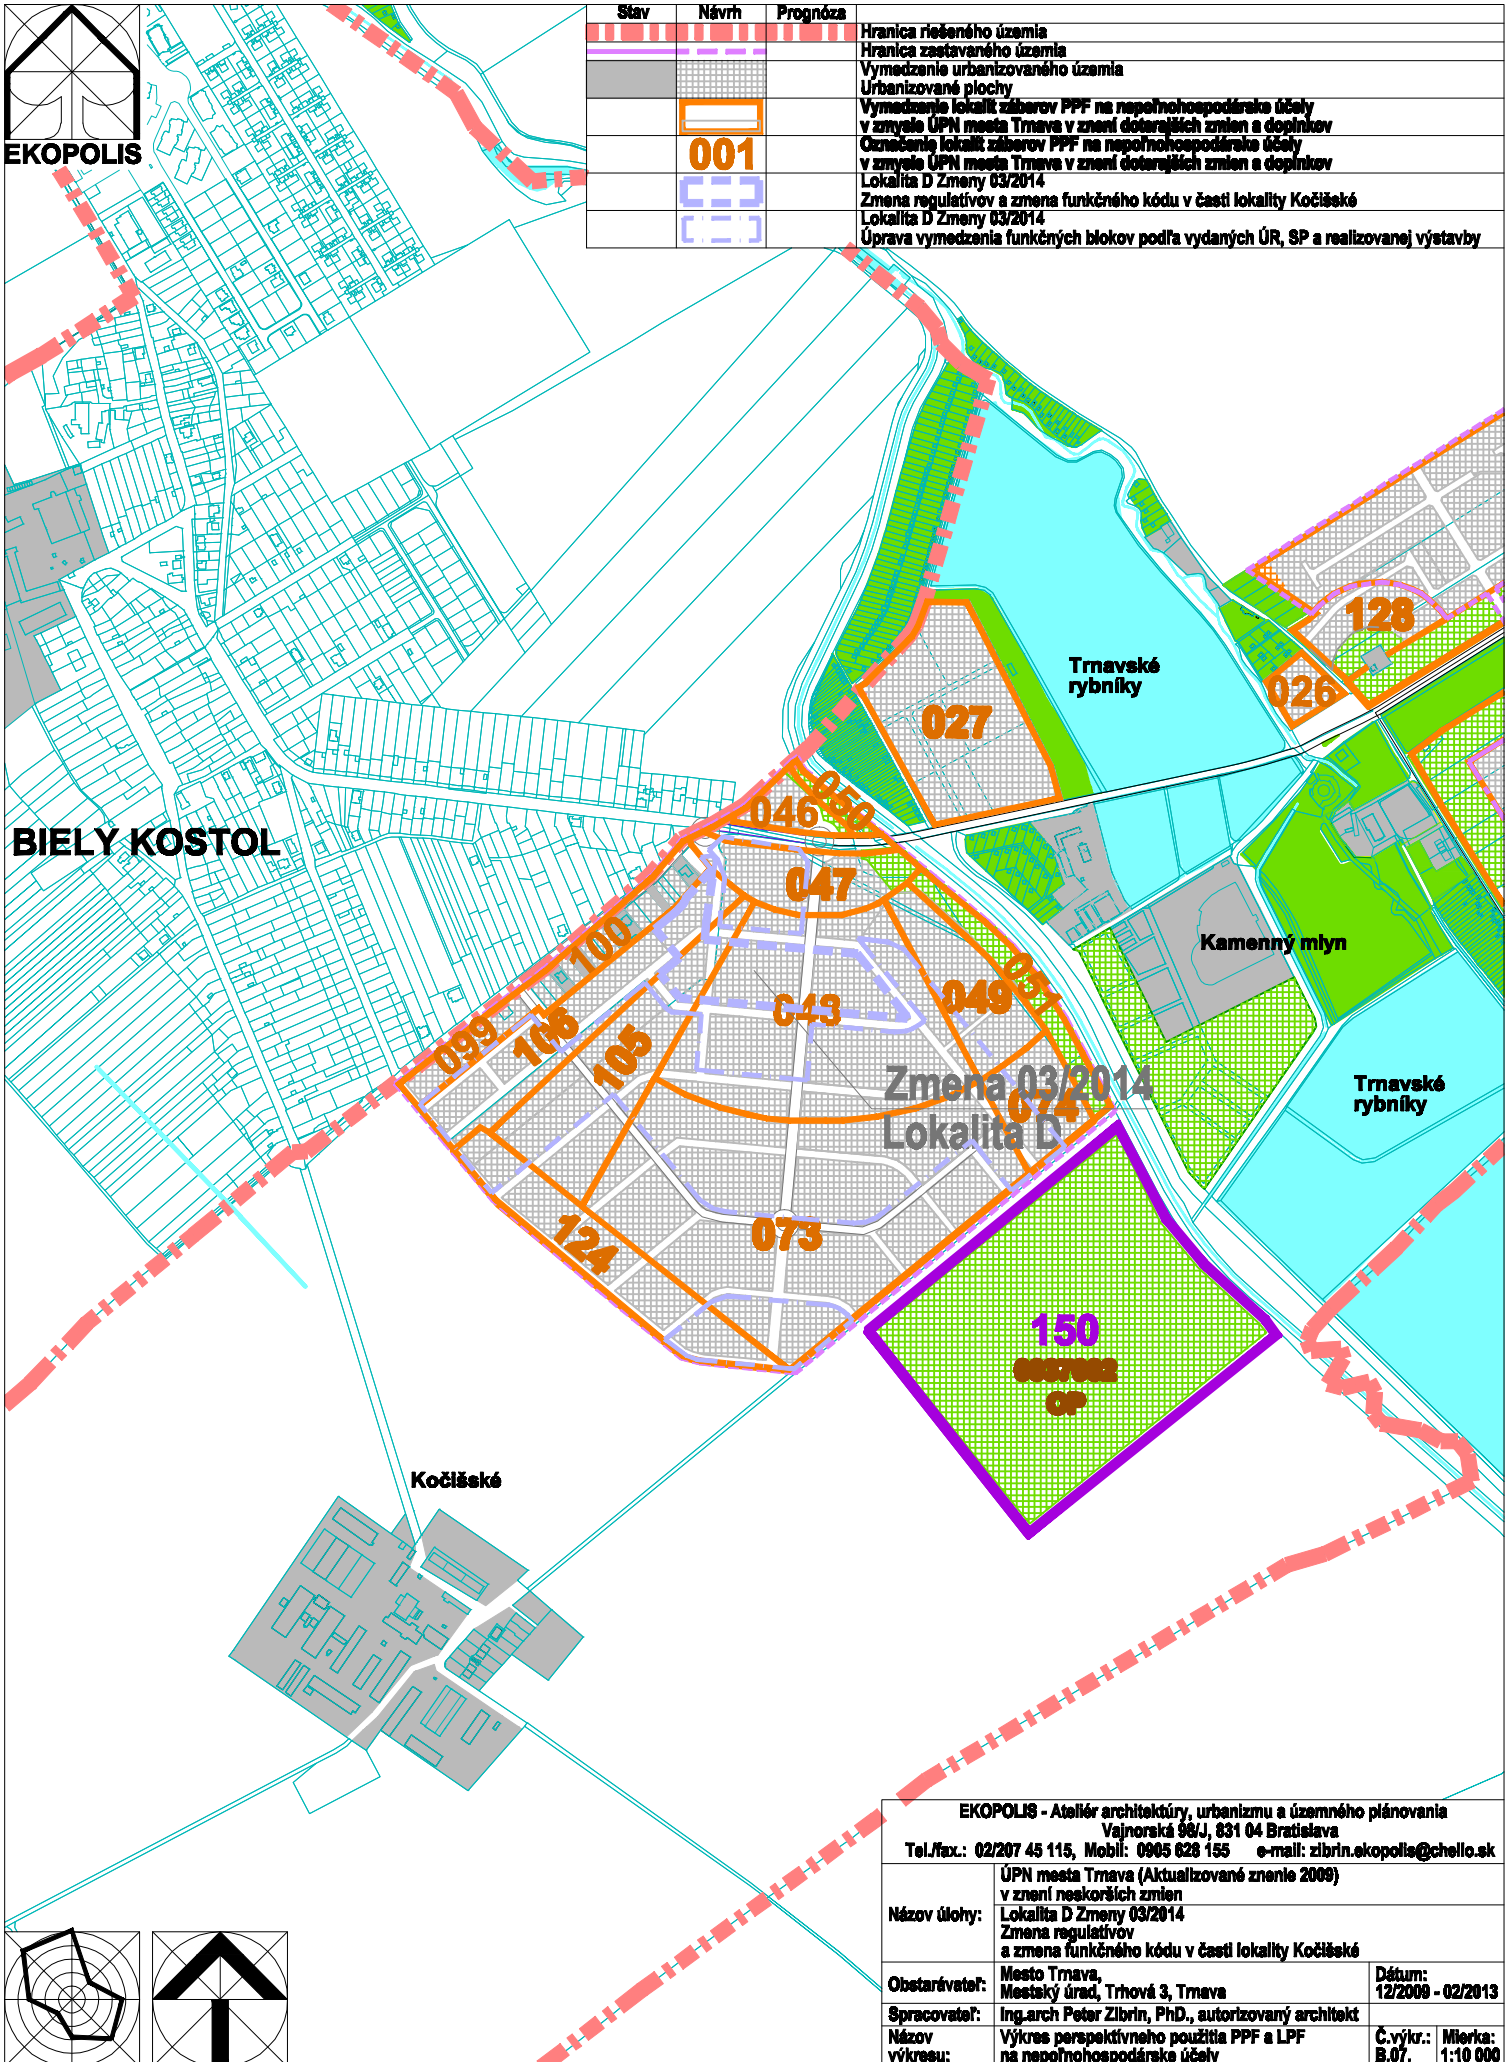 EKOPOLIS
Stav Návrh Prognóza
Hranica riešeného územia
Hranica zastavaného územia
Vymedzenie urbanizovaného územia
Urbanizované plochy
Vymedzenie lokalít záberov PPF na nepoľnohospodárske účely
v zmysle ÚPN mesta Trnava v znení doterajších zmien a doplnkov
001
Označenie lokalít záberov PPF na nepoľnohospodárske účely
v zmysle ÚPN mesta Trnava v znení doterajších zmien a doplnkov
Lokalita D Zmeny 03/2014
Zmena regulatívov a zmena funkčného kódu v časti lokality Kočišské
Lokalita D Zmeny 03/2014
Úprava vymedzenia funkčných blokov podľa vydaných ÚR, SP a realizovanej výstavby
128
Trnavské
rybníky
026
027
050
046
BIELY KOSTOL
047
100
Kamenný mlyn
051
049
043
099
106
105
Zmena 03/2014
Lokalita D
074
Trnavské
rybníky
124
073
150
OP
Kočišské
EKOPOLIS - Ateliér architektúry, urbanizmu a územného plánovania
Vajnorská 98/J, 831 04 Bratislava
Tel./fax.: 02/207 45 115, Mobil: 0905 628 155 e-mail: zibrin.ekopolis@chello.sk
Názov úlohy:
ÚPN mesta Trnava (Aktualizované znenie 2009)
v znení neskorších zmien
Lokalita D Zmeny 03/2014
Zmena regulatívov
a zmena funkčného kódu v časti lokality Kočišské
Obstarávateľ:
Mesto Trnava,
Mestský úrad, Trhová 3, Trnava
Dátum:
12/2009 - 02/2013
Spracovateľ: Ing.arch Peter Zibrin, PhD., autorizovaný architekt
Názov
výkresu:
Výkres perspektívneho použitia PPF a LPF
na nepoľnohospodárske účely
Č.výkr.:
B.07.
Mierka:
1:10 000